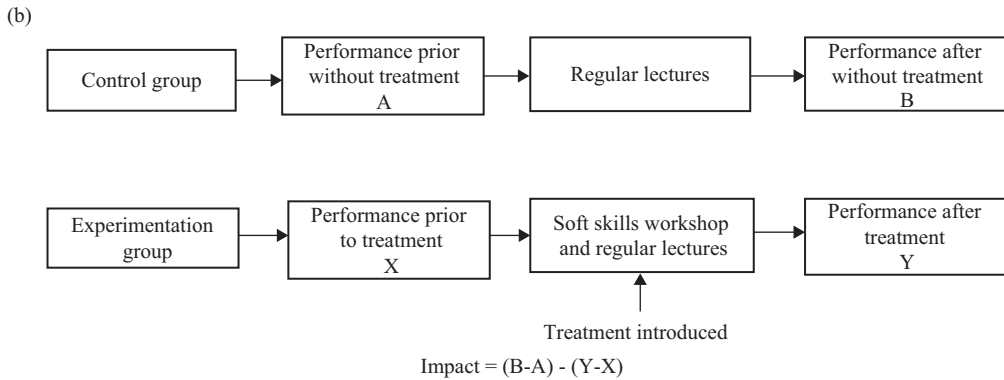 (b)
Control group
Performance prior
without treatment
A
Regular lectures
Performance after
without treatment
B
Experimentation
group
Performance prior
to treatment
X
Soft skills workshop
and regular lectures
Performance after
treatment
Y
Treatment introduced
Impact = (B-A) - (Y-X)